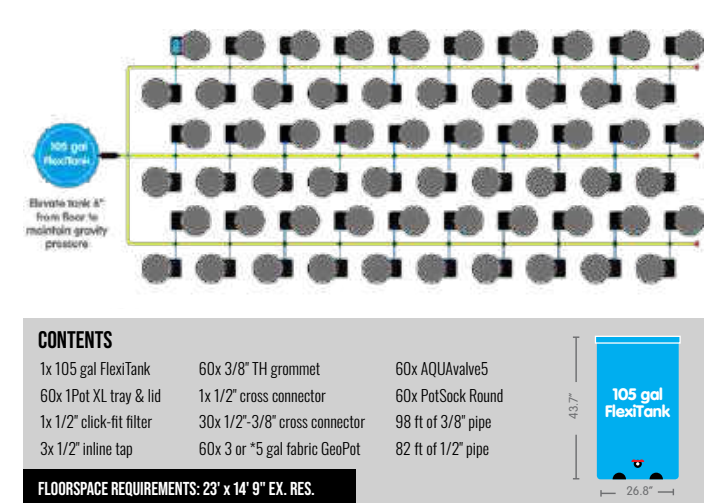 105 gal
FlexiTank
Elevate tank 6"
from floor to
maintain gravity
pressure
CONTENTS
1x 105 gal FlexiTank
60x 1Pot XL tray & lid
1x 1/2" click-fit filter
3x 1/2" inline tap
60x 3/8" TH grommet
1x 1/2" cross connector
30x 1/2"-3/8" cross connector
60x 3 or *5 gal fabric GeoPot
60x AQUAvalve5
60x PotSock Round
98 ft of 3/8" pipe
82 ft of 1/2" pipe
43.7"
105 gal
FlexiTank
26.8"
FLOORSPACE REQUIREMENTS: 23' x 14' 9" EX. RES.